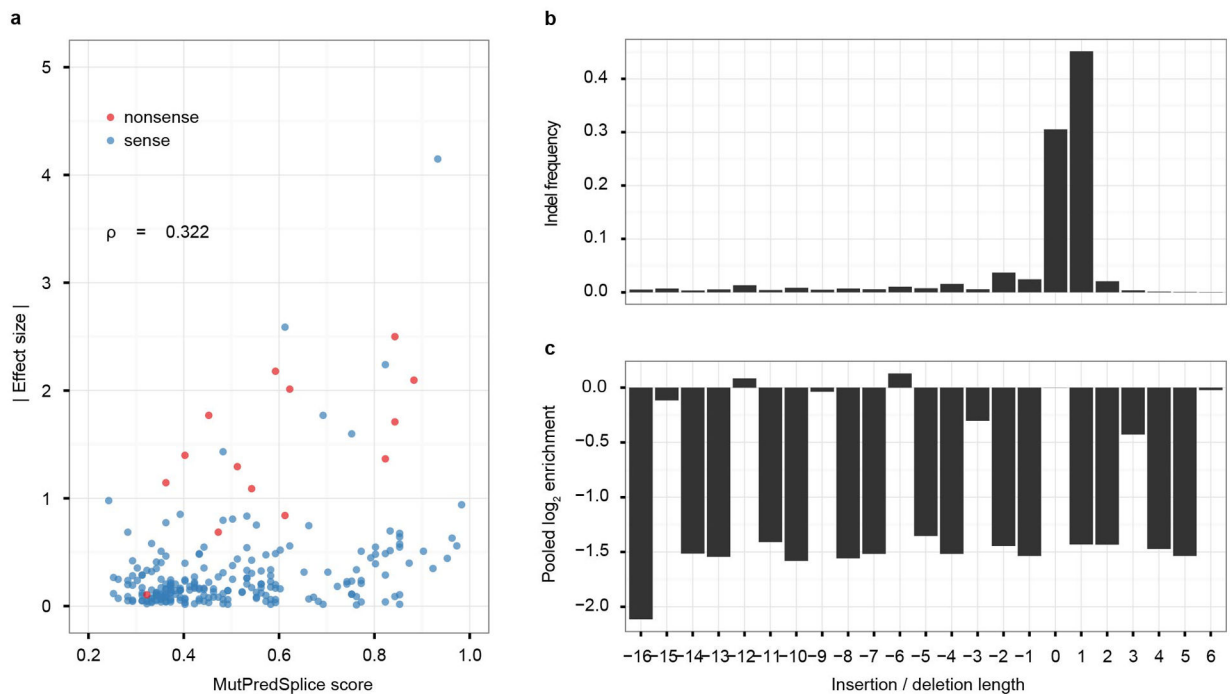 a
5
4
3
2
1
0
| Effect size |
nonsense
sense
ρ = 0.322
0.2 0.4 0.6 0.8 1.0
MutPredSplice score
b
0.4
0.3
0.2
0.1
0.0
Indel frequency
c
0.0
−0.5
−1.0
−1.5
−2.0
Pooled log₂ enrichment
−16 −15 −14 −13 −12 −11 −10 −9 −8 −7 −6 −5 −4 −3 −2 −1 0 1 2 3 4 5 6
Insertion / deletion length